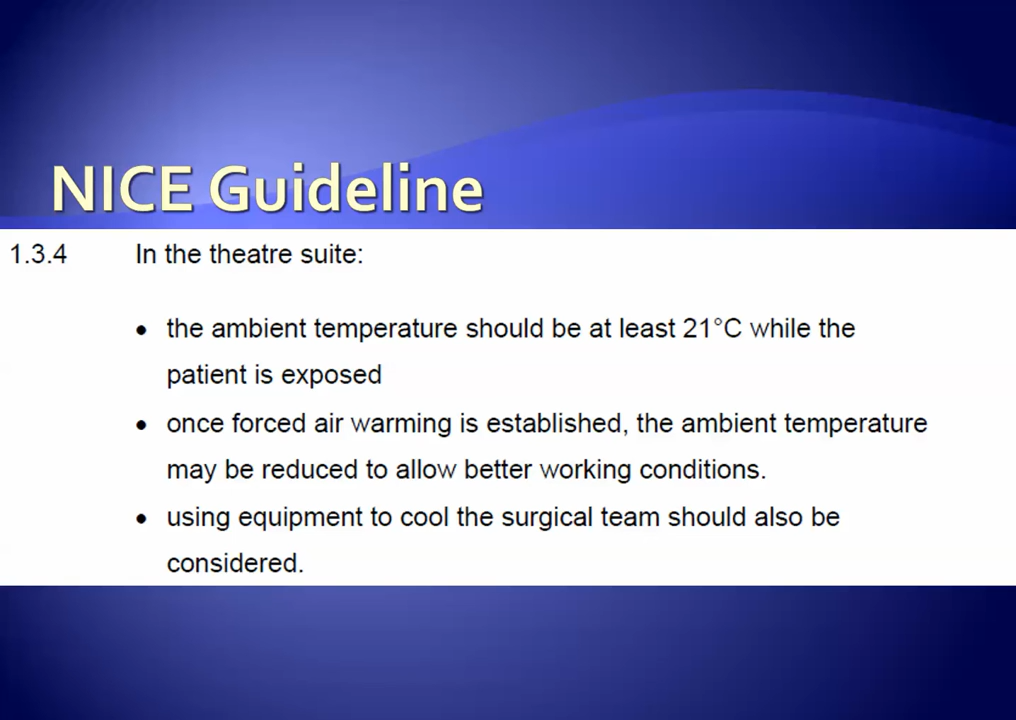 NICE Guideline
1.3.4 In the theatre suite:
• the ambient temperature should be at least 21°C while the
patient is exposed
• once forced air warming is established, the ambient temperature
may be reduced to allow better working conditions.
• using equipment to cool the surgical team should also be
considered.